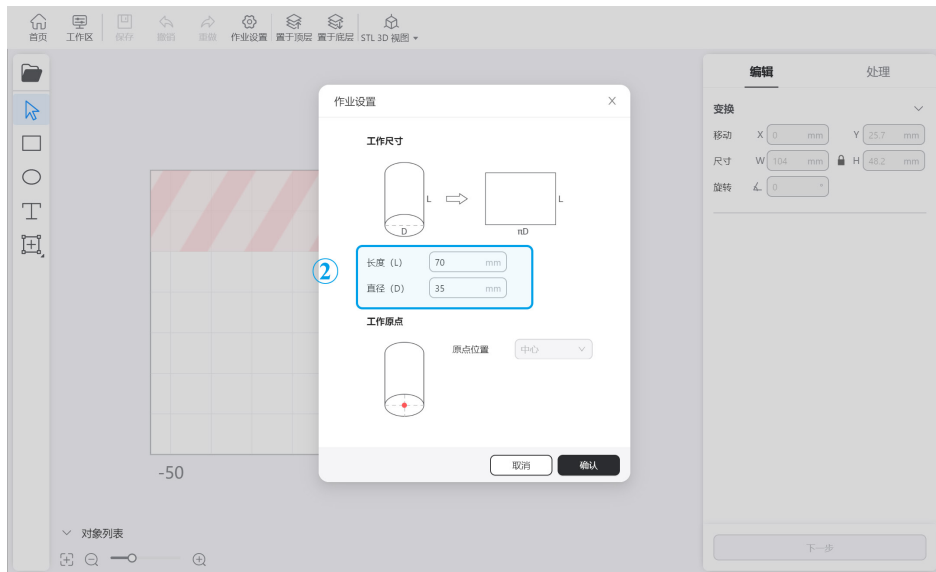 首页 工作区 保存 撤销 重做 作业设置 置于顶层 置于底层 STL 3D 视图
编辑 处理
作业设置
变换
工作尺寸
移动 X 0 mm Y 25.7 mm
尺寸 W 104 mm H 48.2 mm
旋转 0 °
L L
D πD
②
长度 (L) 70 mm
直径 (D) 35 mm
工作原点
原点位置 中心
取消 确认
-50
对象列表
下一步